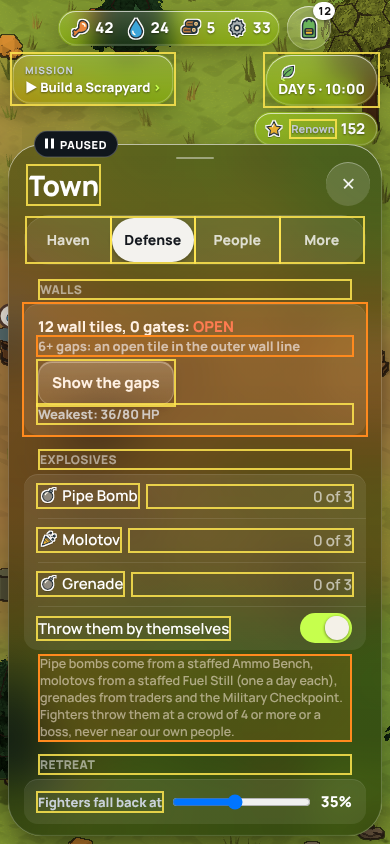 42 24 5 33 12
MISSION
▶ Build a Scrapyard ›
DAY 5 · 10:00
Renown 152
PAUSED
Town
Haven Defense People More
WALLS
12 wall tiles, 0 gates: OPEN
6+ gaps: an open tile in the outer wall line
Show the gaps
Weakest: 36/80 HP
EXPLOSIVES
Pipe Bomb 0 of 3
Molotov 0 of 3
Grenade 0 of 3
Throw them by themselves
Pipe bombs come from a staffed Ammo Bench,
molotovs from a staffed Fuel Still (one a day each),
grenades from traders and the Military Checkpoint.
Fighters throw them at a crowd of 4 or more or a
boss, never near our own people.
RETREAT
Fighters fall back at 35%